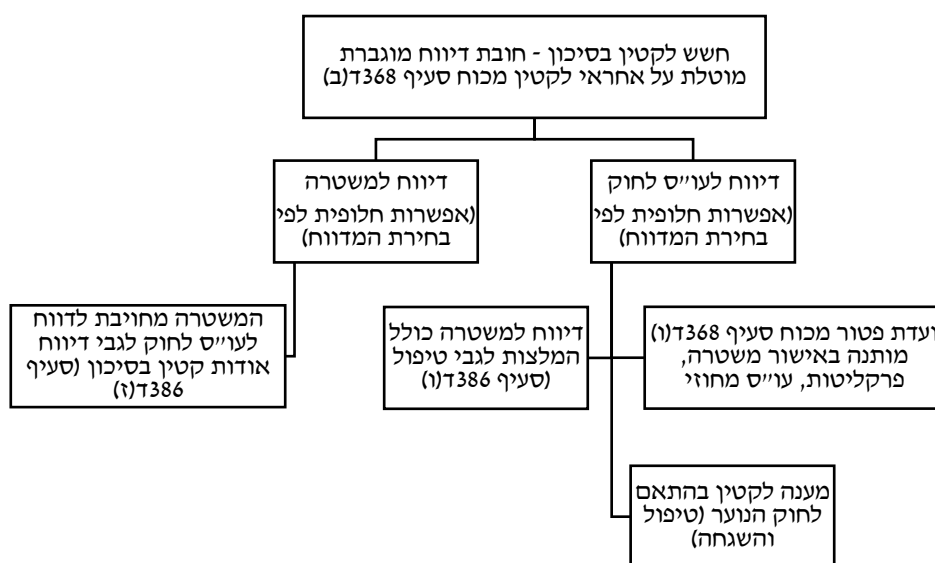 חשש לקטין בסיכון - חובת דיווח מוגברת
מוטלת על אחראי לקטין מכוח סעיף 368ד(ב)
דיווח לעו״ס לחוק
(אפשרות חלופית לפי
בחירת המדווח)
דיווח למשטרה
(אפשרות חלופית לפי
בחירת המדווח)
ועדת פטור מכוח סעיף 368ד(ו)
מותנה באישור משטרה,
פרקליטות, עו״ס מחוזי
דיווח למשטרה כולל
המלצות לגבי טיפול
(סעיף 386ד(ו)
המשטרה מחויבת לדווח
לעו״ס לחוק לגבי דיווח
אודות קטין בסיכון (סעיף
386ד(ז)
מענה לקטין בהתאם
לחוק הנוער (טיפול
והשגחה)